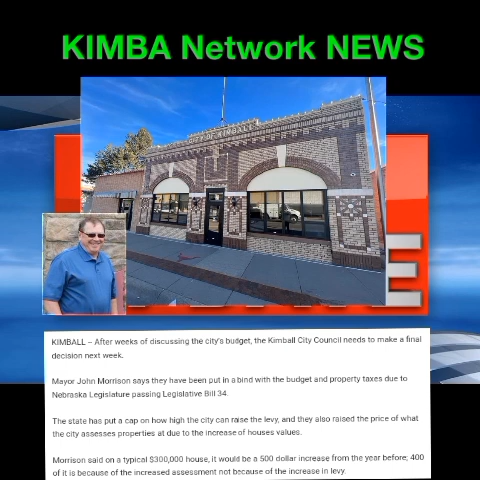 KIMBA Network NEWS
CITY OF KIMBALL
E
KIMBALL – After weeks of discussing the city's budget, the Kimball City Council needs to make a final
decision next week.
Mayor John Morrison says they have been put in a bind with the budget and property taxes due to
Nebraska Legislature passing Legislative Bill 34.
The state has put a cap on how high the city can raise the levy, and they also raised the price of what
the city assesses properties at due to the increase of houses values.
Morrison said on a typical $300,000 house, it would be a 500 dollar increase from the year before; 400
of it is because of the increased assessment not because of the increase in levy.